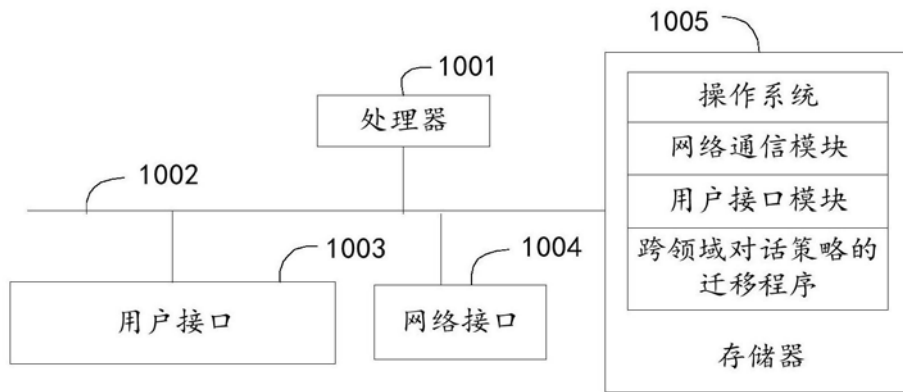 1005
1001
操作系统
处理器
网络通信模块
1002
用户接口模块
1003
1004
跨领域对话策略的
迁移程序
用户接口
网络接口
存储器